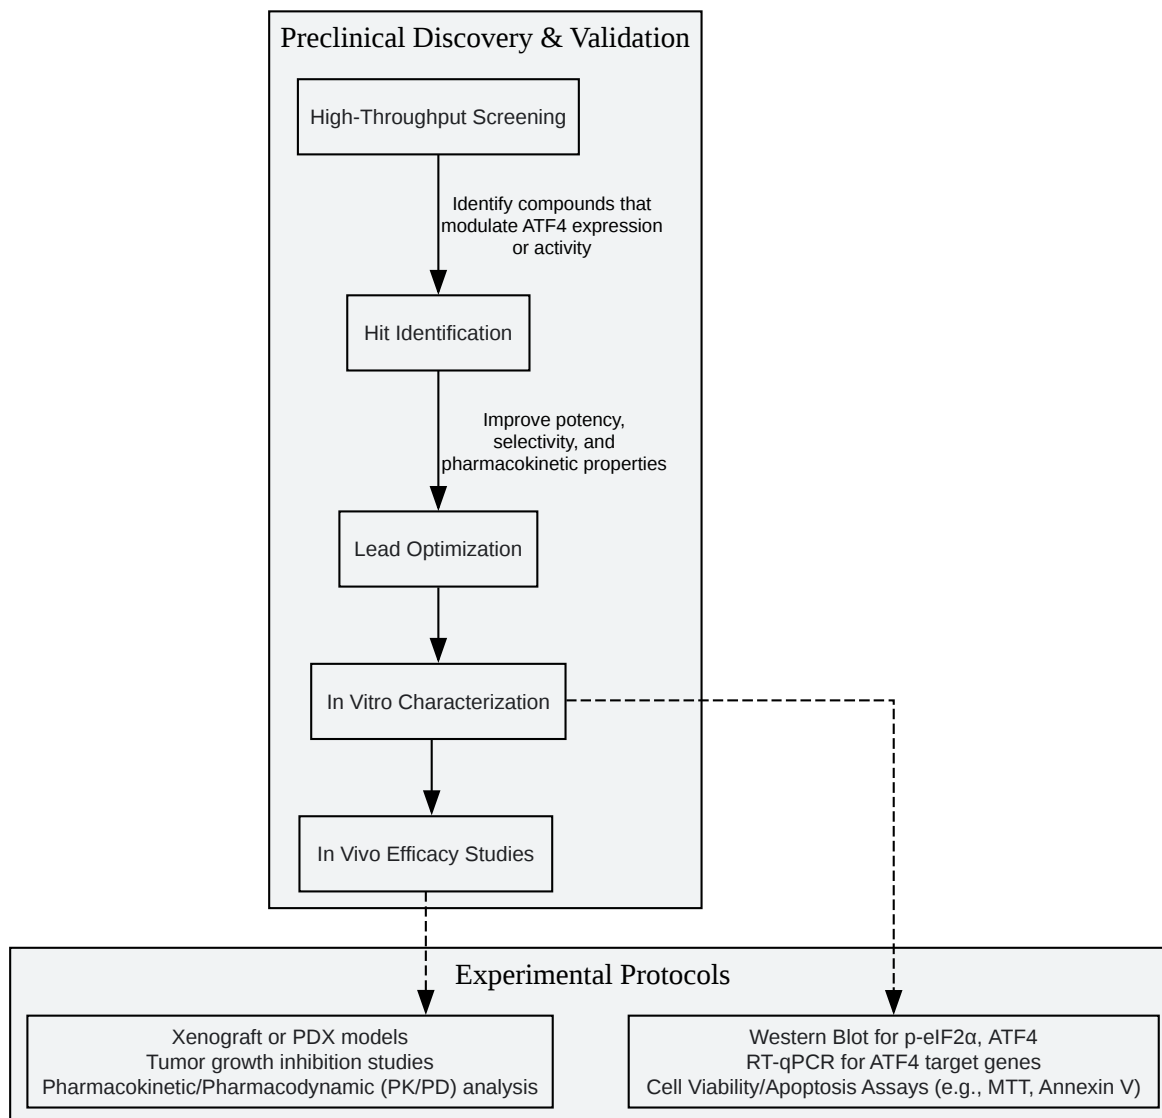 Preclinical Discovery & Validation
High-Throughput Screening
Identify compounds that
modulate ATF4 expression
or activity
Hit Identification
Improve potency,
selectivity, and
pharmacokinetic properties
Lead Optimization
In Vitro Characterization
In Vivo Efficacy Studies
Experimental Protocols
Xenograft or PDX models
Tumor growth inhibition studies
Pharmacokinetic/Pharmacodynamic (PK/PD) analysis
Western Blot for p-eIF2α, ATF4
RT-qPCR for ATF4 target genes
Cell Viability/Apoptosis Assays (e.g., MTT, Annexin V)